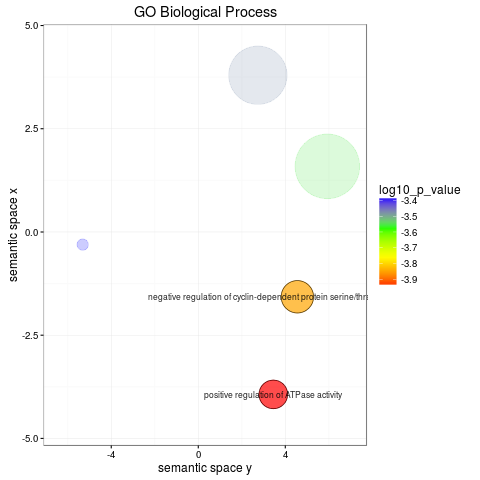 GO Biological Process
5.0
2.5
0.0
-2.5
-5.0
semantic space x
negative regulation of cyclin-dependent protein serine/thr
positive regulation of ATPase activity
-4
0
4
semantic space y
log10_p_value
-3.4
-3.5
-3.6
-3.7
-3.8
-3.9